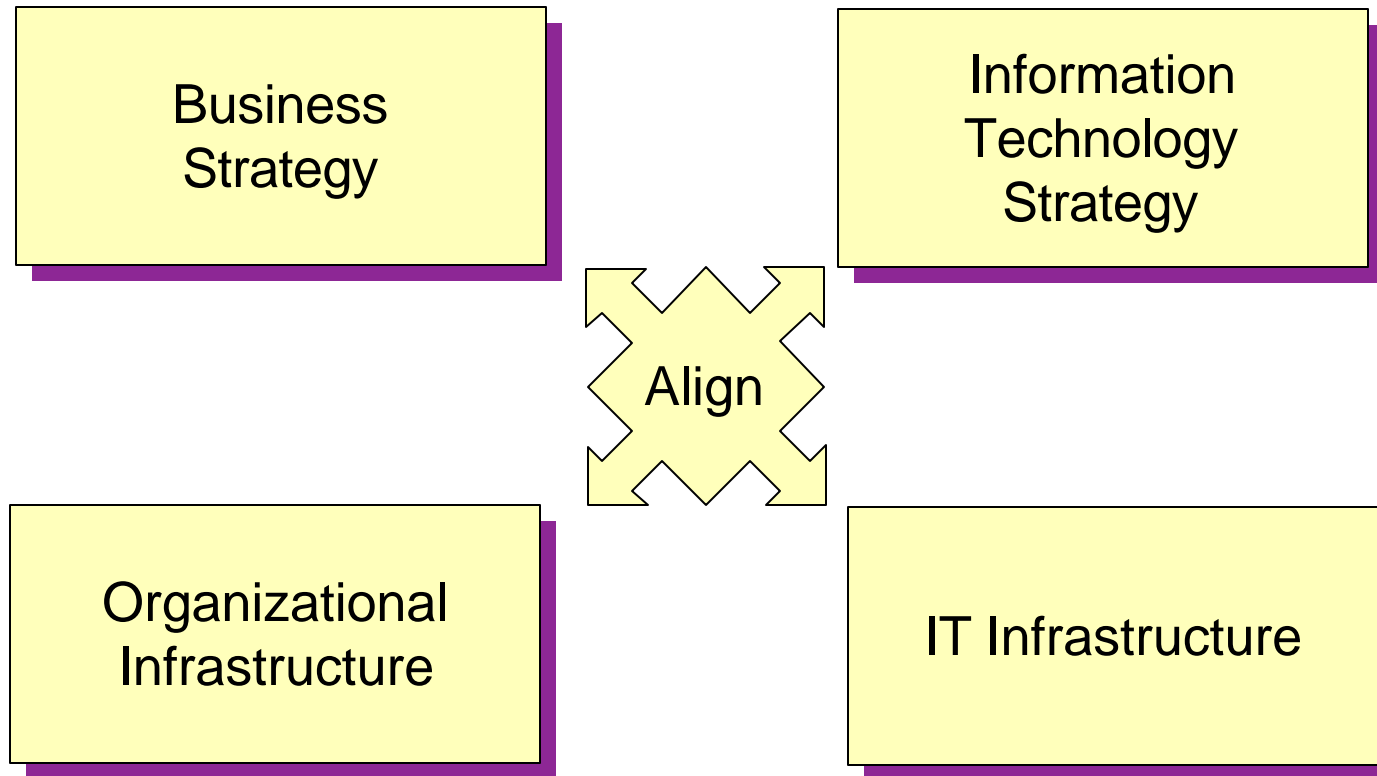 Business
Strategy
Information
Technology
Strategy
Align
Organizational
Infrastructure
IT Infrastructure